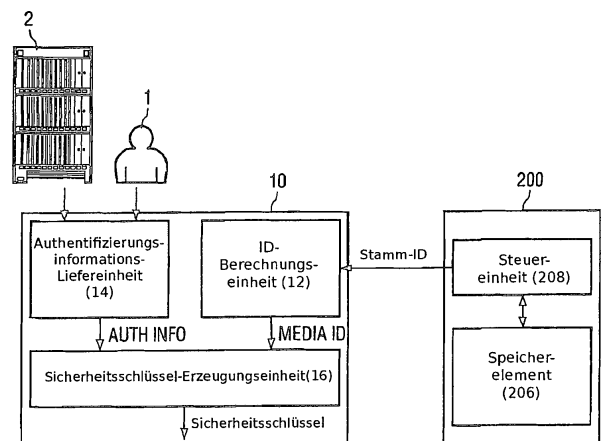 2
1
10
200
Authentifizierungs-
informations-
Liefereinheit
(14)
ID-
Berechnungs-
einheit (12)
Stamm-ID
Steuer-
einheit (208)
AUTH INFO
MEDIA ID
Sicherheitsschlüssel-Erzeugungseinheit(16)
Speicher-
element
(206)
Sicherheitsschlüssel